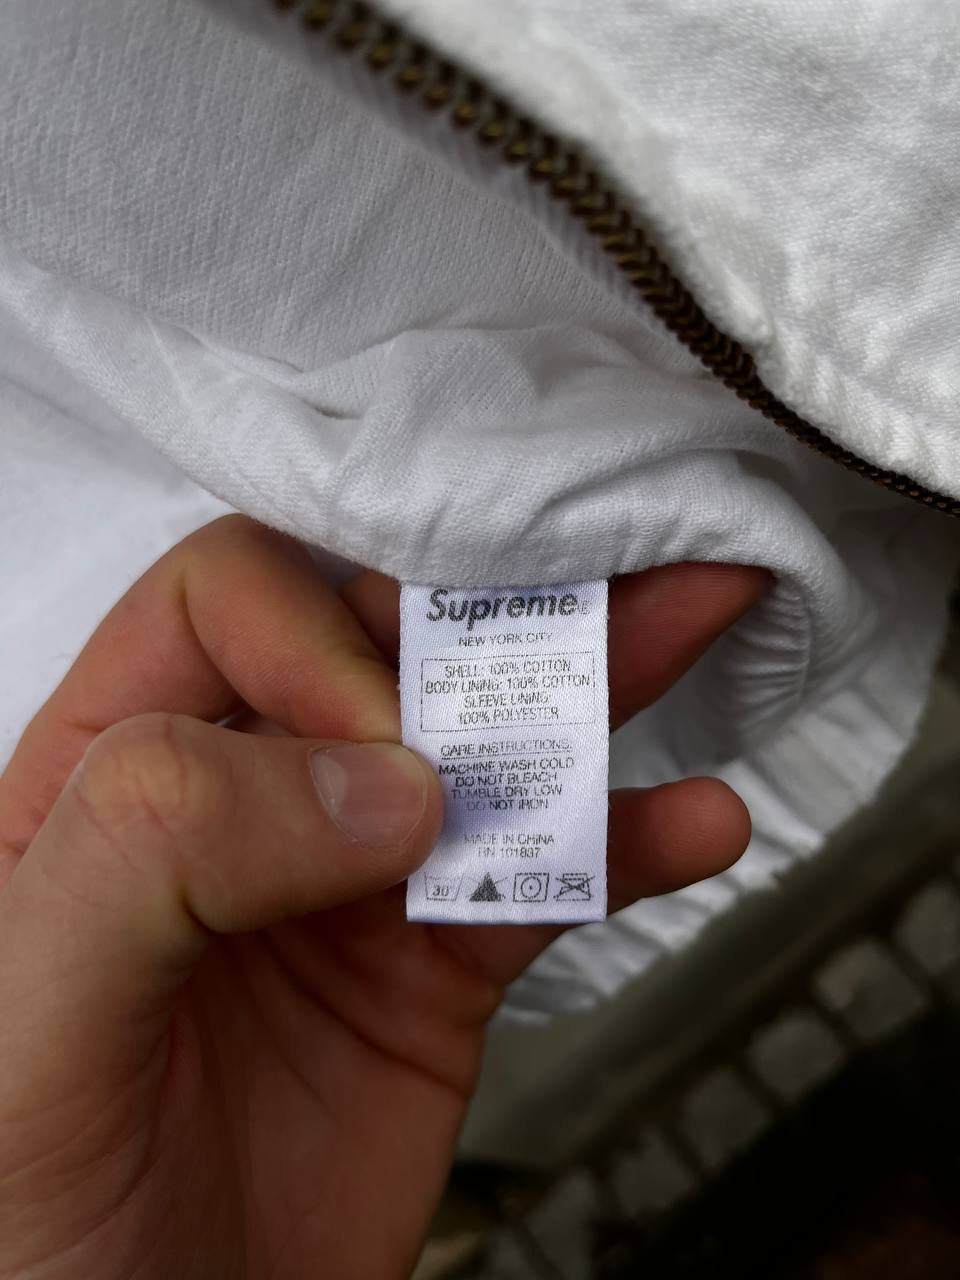 Supreme®
NEW YORK CITY
SHELL: 100% COTTON
BODY LINING: 100% COTTON
SLEEVE LINING:
100% POLYESTER
CARE INSTRUCTIONS:
MACHINE WASH COLD
DO NOT BLEACH
TUMBLE DRY LOW
DO NOT IRON
MADE IN CHINA
RN 101837
30°